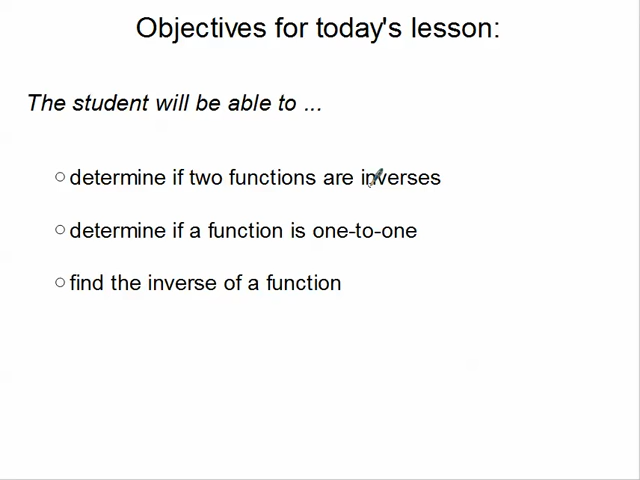 Objectives for today's lesson:
The student will be able to ...
determine if two functions are inverses
determine if a function is one-to-one
find the inverse of a function